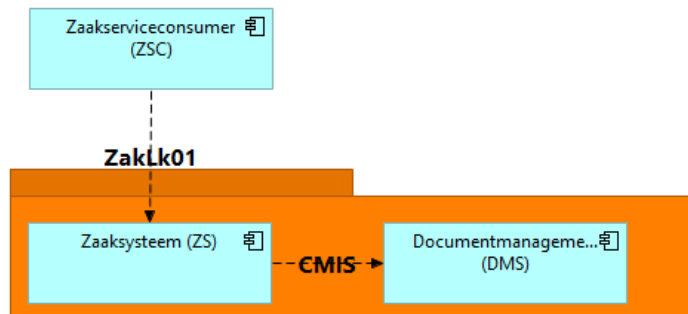 Zaakserviceconsumer
(ZSC)
ZakLk01
Zaaksysteem (ZS)
CMIS
Documentmanageme...
(DMS)